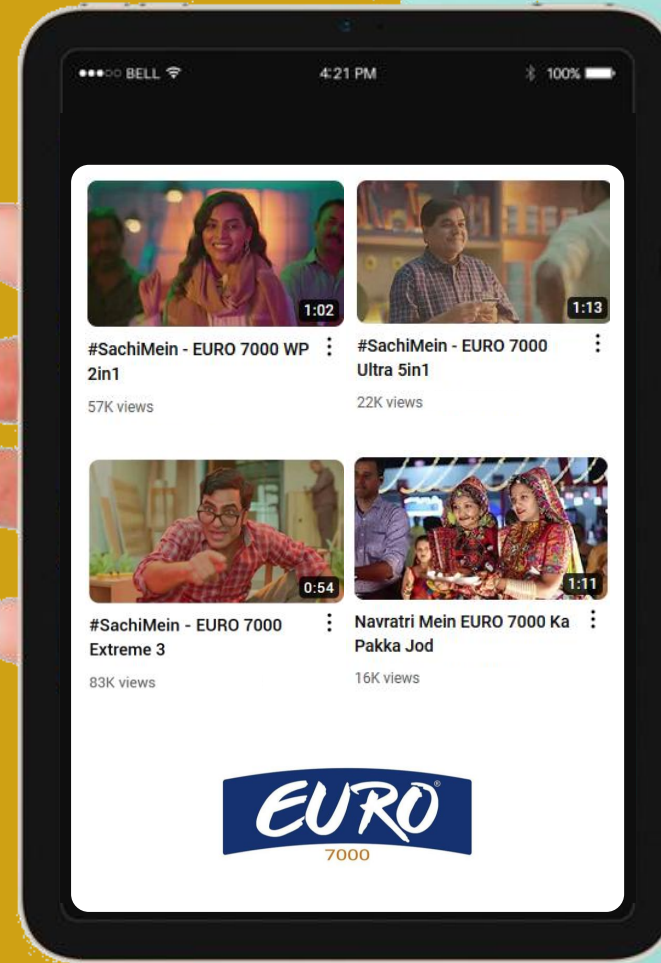 BELL 4:21 PM 100%
1:02
1:13
#SachiMein - EURO 7000 WP
2in1
57K views
#SachiMein - EURO 7000
Ultra 5in1
22K views
0:54
1:11
#SachiMein - EURO 7000
Extreme 3
83K views
Navratri Mein EURO 7000 Ka
Pakka Jod
16K views
EURO®
7000